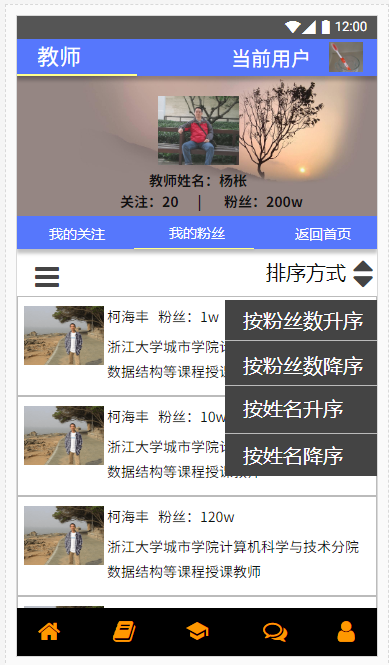 12:00
教师 当前用户
教师姓名：杨枨
关注：20 | 粉丝：200w
我的关注 我的粉丝 返回首页
排序方式
按粉丝数升序
按粉丝数降序
按姓名升序
按姓名降序
柯海丰 粉丝：1w
浙江大学城市学院
数据结构等课程授课
柯海丰 粉丝：10w
浙江大学城市学院
数据结构等课程授课教师
柯海丰 粉丝：120w
浙江大学城市学院计算机科学与技术分院
数据结构等课程授课教师